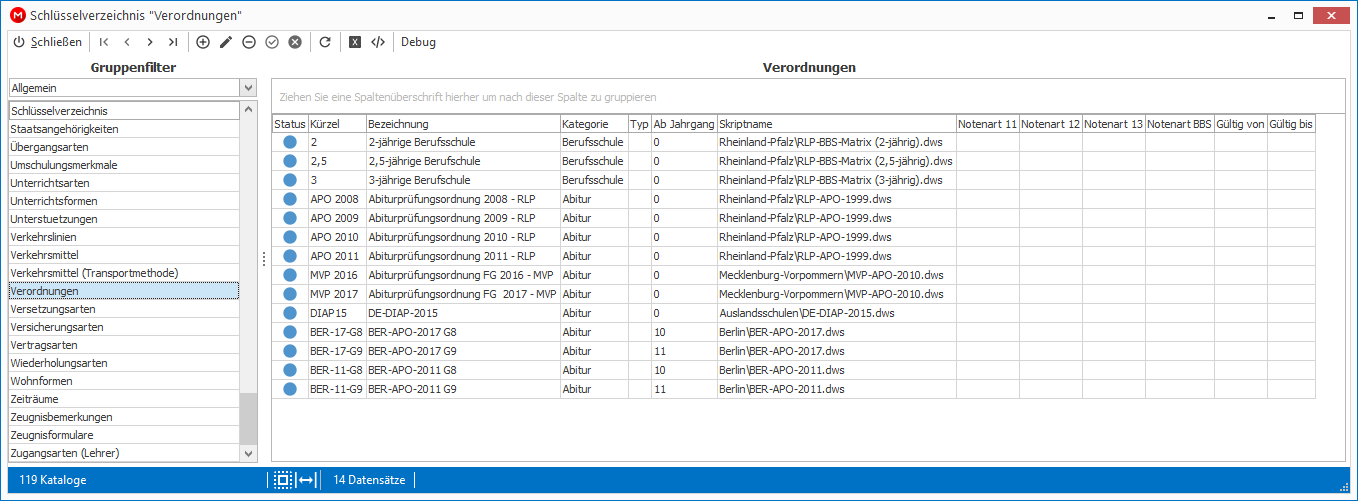 M Schlüsselverzeichnis "Verordnungen"
Schließen Debug
Gruppenfilter
Allgemein
Schlüsselverzeichnis
Staatsangehörigkeiten
Übergangsarten
Umschulungsmerkmale
Unterrichtsarten
Unterrichtsformen
Unterstuetzungen
Verkehrslinien
Verkehrsmittel
Verkehrsmittel (Transportmethode)
Verordnungen
Versetzungsarten
Versicherungsarten
Vertragsarten
Wiederholungsarten
Wohnformen
Zeiträume
Zeugnisbemerkungen
Zeugnisformulare
Zugangsarten (Lehrer)
Verordnungen
Ziehen Sie eine Spaltenüberschrift hierher um nach dieser Spalte zu gruppieren
Status Kürzel Bezeichnung Kategorie Typ Ab Jahrgang Skriptname Notenart 11 Notenart 12 Notenart 13 Notenart BBS Gültig von Gültig bis
2 2-jährige Berufsschule Berufsschule 0 Rheinland-Pfalz\RLP-BBS-Matrix (2-jährig).dws
2,5 2,5-jährige Berufschule Berufsschule 0 Rheinland-Pfalz\RLP-BBS-Matrix (2,5-jährig).dws
3 3-jährige Berufschule Berufsschule 0 Rheinland-Pfalz\RLP-BBS-Matrix (3-jährig).dws
APO 2008 Abiturprüfungsordnung 2008 - RLP Abitur 0 Rheinland-Pfalz\RLP-APO-1999.dws
APO 2009 Abiturprüfungsordnung 2009 - RLP Abitur 0 Rheinland-Pfalz\RLP-APO-1999.dws
APO 2010 Abiturprüfungsordnung 2010 - RLP Abitur 0 Rheinland-Pfalz\RLP-APO-1999.dws
APO 2011 Abiturprüfungsordnung 2011 - RLP Abitur 0 Rheinland-Pfalz\RLP-APO-1999.dws
MVP 2016 Abiturprüfungsordnung FG 2016 - MVP Abitur 0 Mecklenburg-Vorpommern\MVP-APO-2010.dws
MVP 2017 Abiturprüfungsordnung FG 2017 - MVP Abitur 0 Mecklenburg-Vorpommern\MVP-APO-2010.dws
DIAP15 DE-DIAP-2015 Abitur 0 Auslandsschulen\DE-DIAP-2015.dws
BER-17-G8 BER-APO-2017 G8 Abitur 10 Berlin\BER-APO-2017.dws
BER-17-G9 BER-APO-2017 G9 Abitur 11 Berlin\BER-APO-2017.dws
BER-11-G8 BER-APO-2011 G8 Abitur 10 Berlin\BER-APO-2011.dws
BER-11-G9 BER-APO-2011 G9 Abitur 11 Berlin\BER-APO-2011.dws
119 Kataloge 14 Datensätze